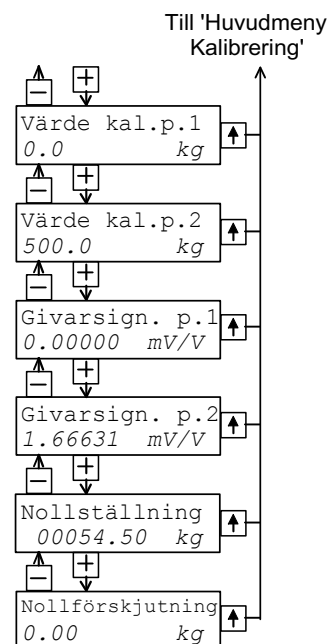 Till 'Huvudmeny
Kalibrering'
Värde kal.p.1
0.0 kg
Värde kal.p.2
500.0 kg
Givarsign. p.1
0.00000 mV/V
Givarsign. p.2
1.66631 mV/V
Nollställning
00054.50 kg
Nollförskjutning
0.00 kg